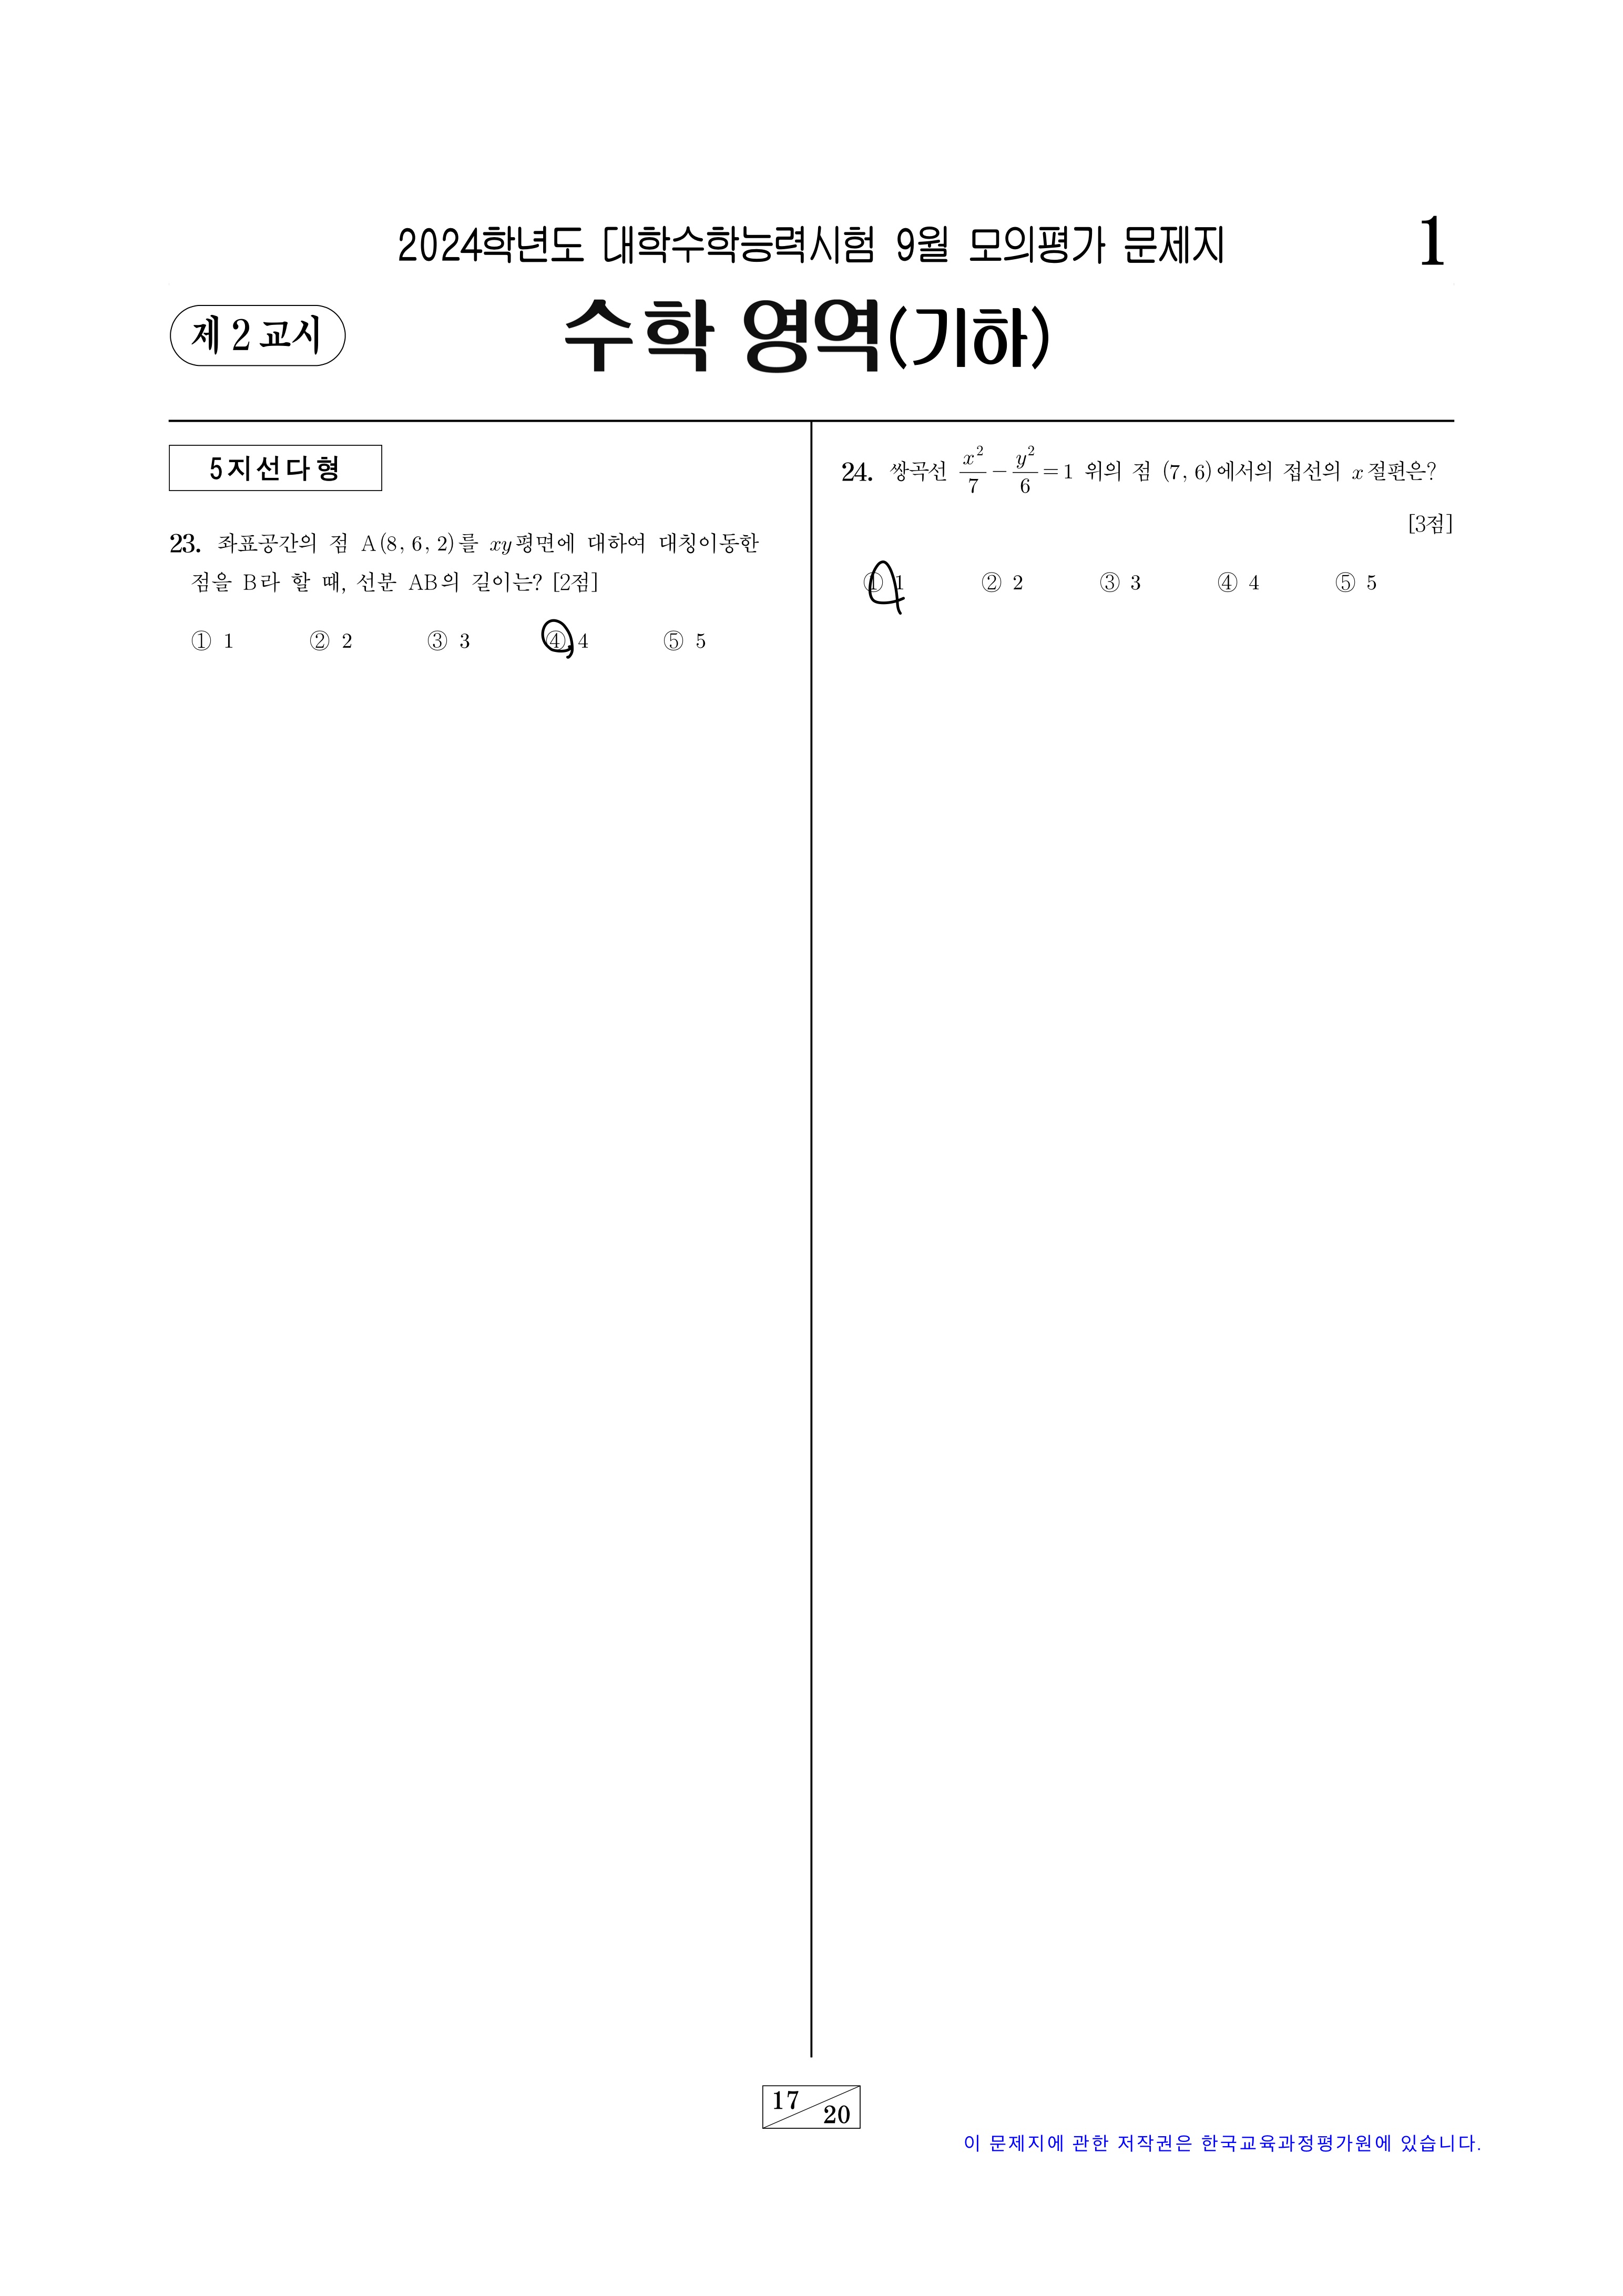 2024학년도 대학수학능력시험 9월 모의평가 문제지
1
제 2 교시
수학 영역(기하)
5지선다형
23. 좌표공간의 점 A(8, 6, 2)를 xy평면에 대하여 대칭이동한
점을 B라 할 때, 선분 AB의 길이는? [2점]
① 1 ② 2 ③ 3 ④ 4 ⑤ 5
24. 쌍곡선 x²/7 − y²/6 = 1 위의 점 (7, 6)에서의 접선의 x절편은?
[3점]
① 1 ② 2 ③ 3 ④ 4 ⑤ 5
17/20
이 문제지에 관한 저작권은 한국교육과정평가원에 있습니다.